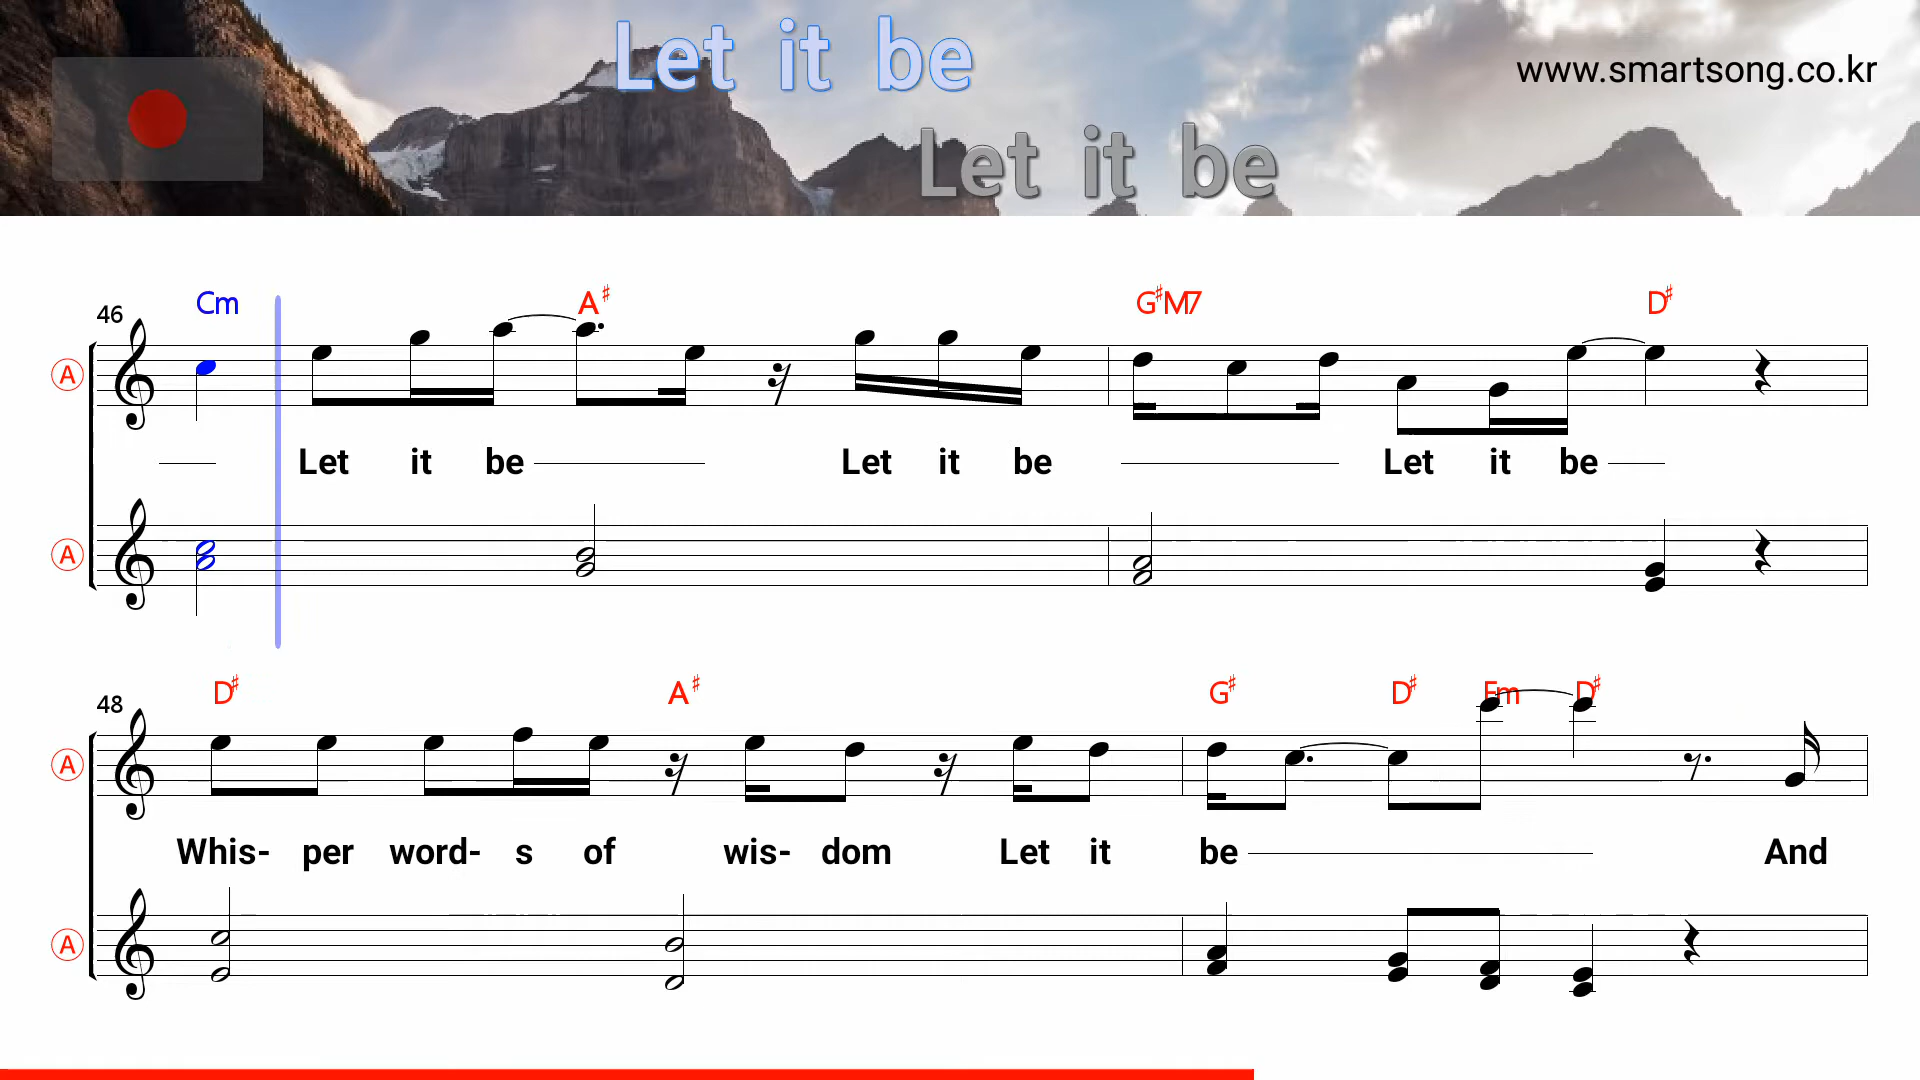 Let it be
www.smartsong.co.kr
Let it be
46 Cm A♯ G♯M7 D♯
A
Let it be Let it be Let it be
A
48 D♯ A♯ G♯ D♯ Fm D♯
A
Whis- per word- s of wis- dom Let it be And
A